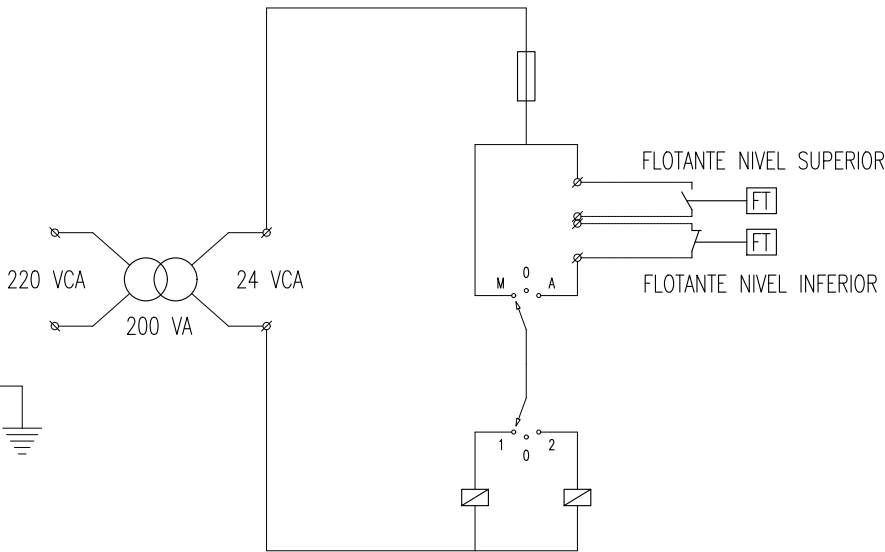 FLOTANTE NIVEL SUPERIOR
FT
FT
FLOTANTE NIVEL INFERIOR
220 VCA
24 VCA
200 VA
M
0
A
1
0
2